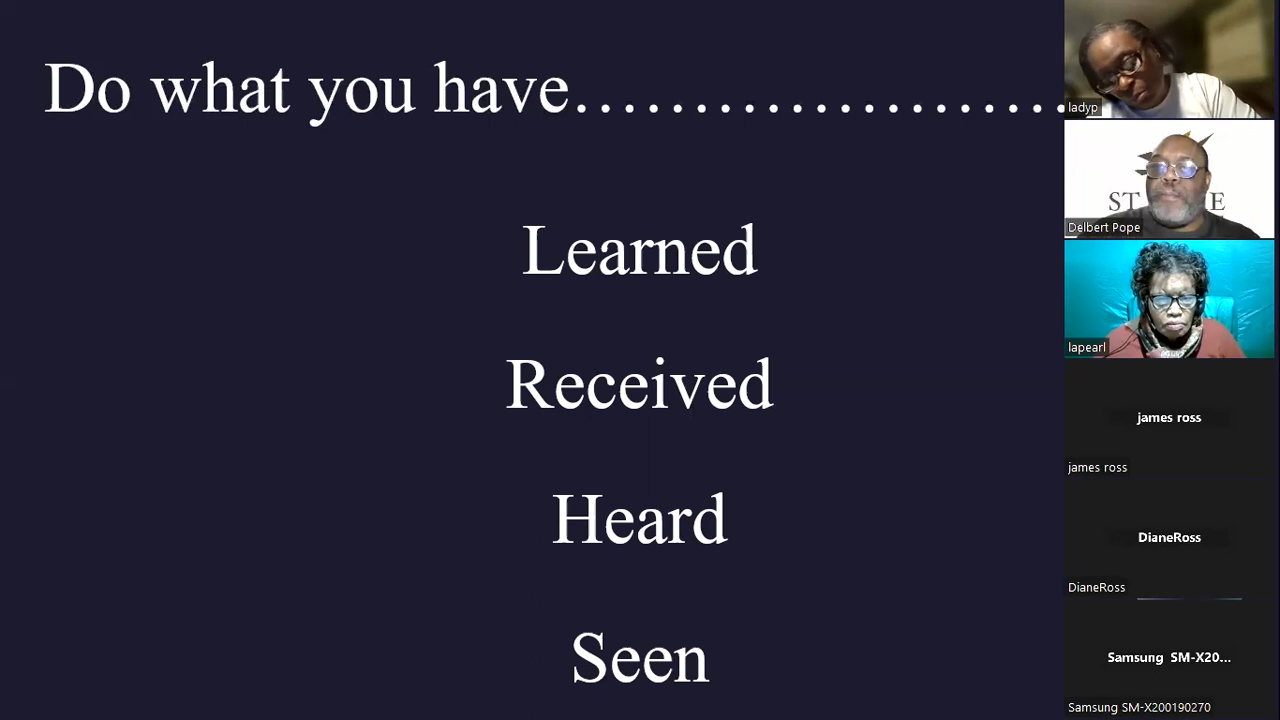 Do what you have…………………
Learned
Received
Heard
Seen
ladyp
ST E
Delbert Pope
lapearl
james ross
james ross
DianeRoss
DianeRoss
Samsung SM-X20...
Samsung SM-X200190270